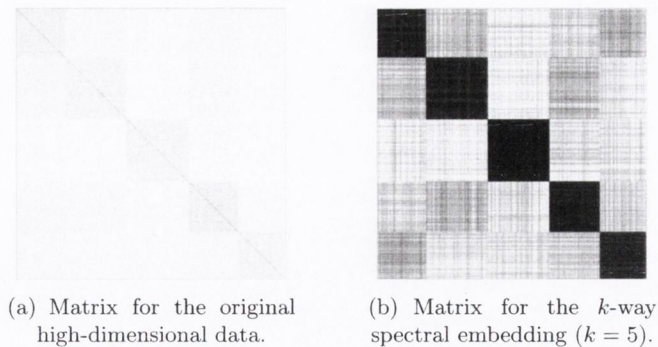 (a) Matrix for the original
high-dimensional data.
(b) Matrix for the k-way
spectral embedding (k = 5).